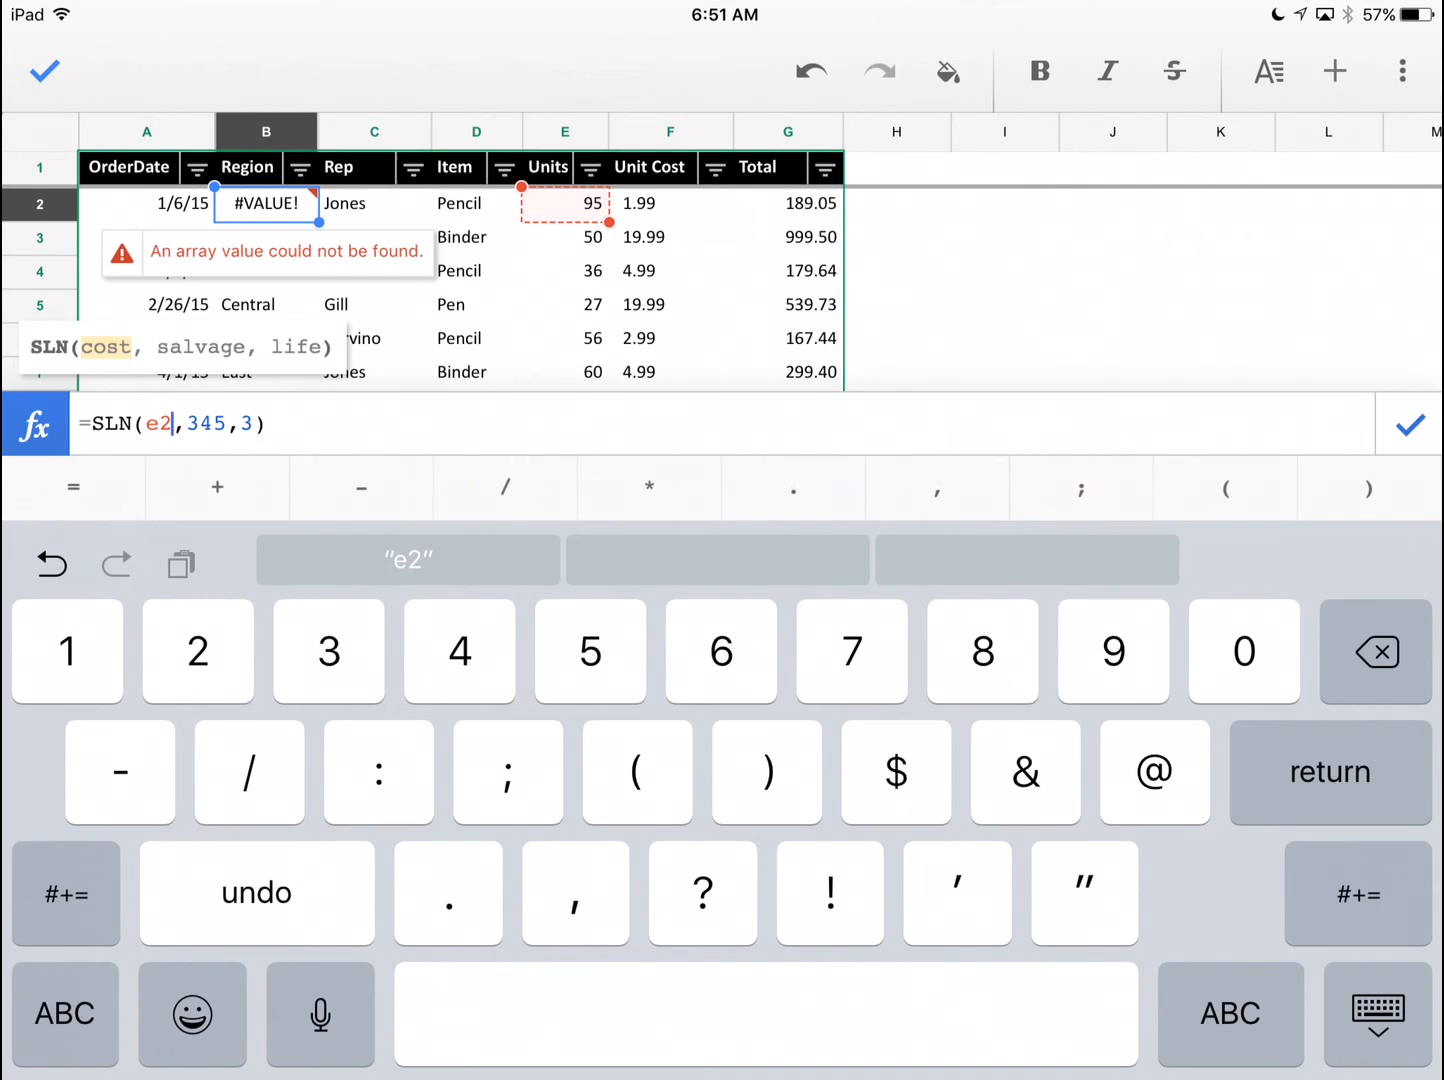 iPad 6:51 AM 57%
B I S A
A B C D E F G H I J K L M
1 OrderDate Region Rep Item Units Unit Cost Total
2 1/6/15 #VALUE! Jones Pencil 95 1.99 189.05
3 Binder 50 19.99 999.50
An array value could not be found.
4 Pencil 36 4.99 179.64
5 2/26/15 Central Gill Pen 27 19.99 539.73
rvino Pencil 56 2.99 167.44
SLN(cost, salvage, life)
Binder 60 4.99 299.40
fx =SLN(e2,345,3)
= + - / * . , ; ( )
"e2"
1 2 3 4 5 6 7 8 9 0
- / : ; ( ) $ & @ return
#+= undo . , ? ! ' " #+=
ABC ABC